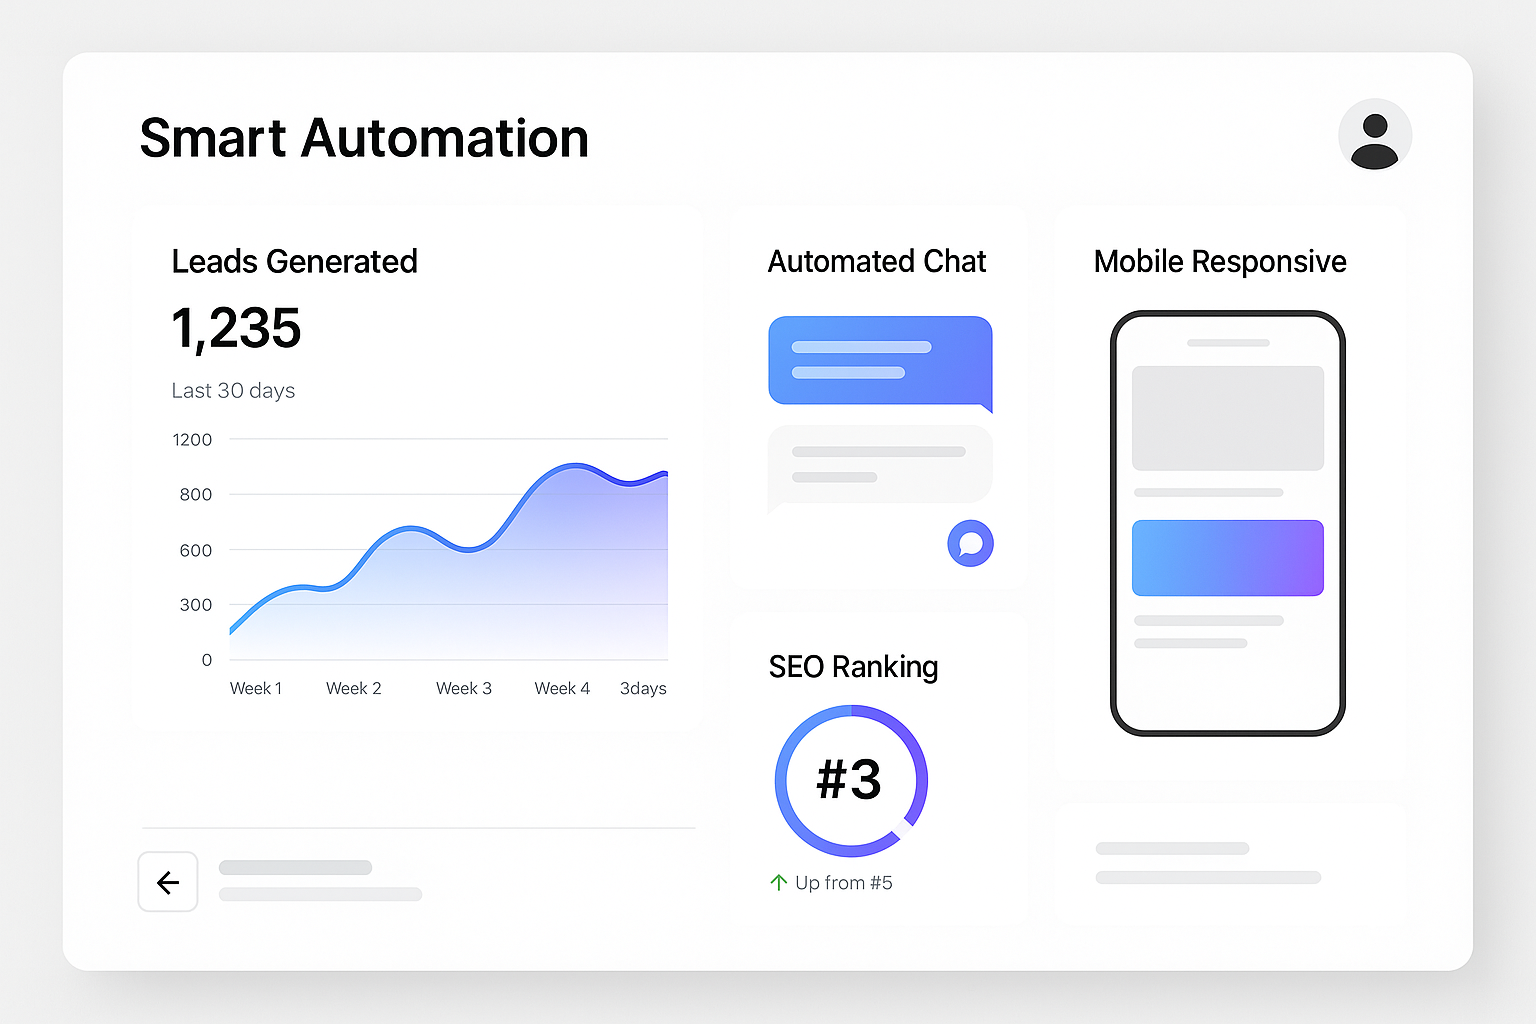 Smart Automation
Leads Generated
1,235
Last 30 days
1200
800
600
300
0
Week 1 Week 2 Week 3 Week 4 3days
Automated Chat
SEO Ranking
#3
Up from #5
Mobile Responsive